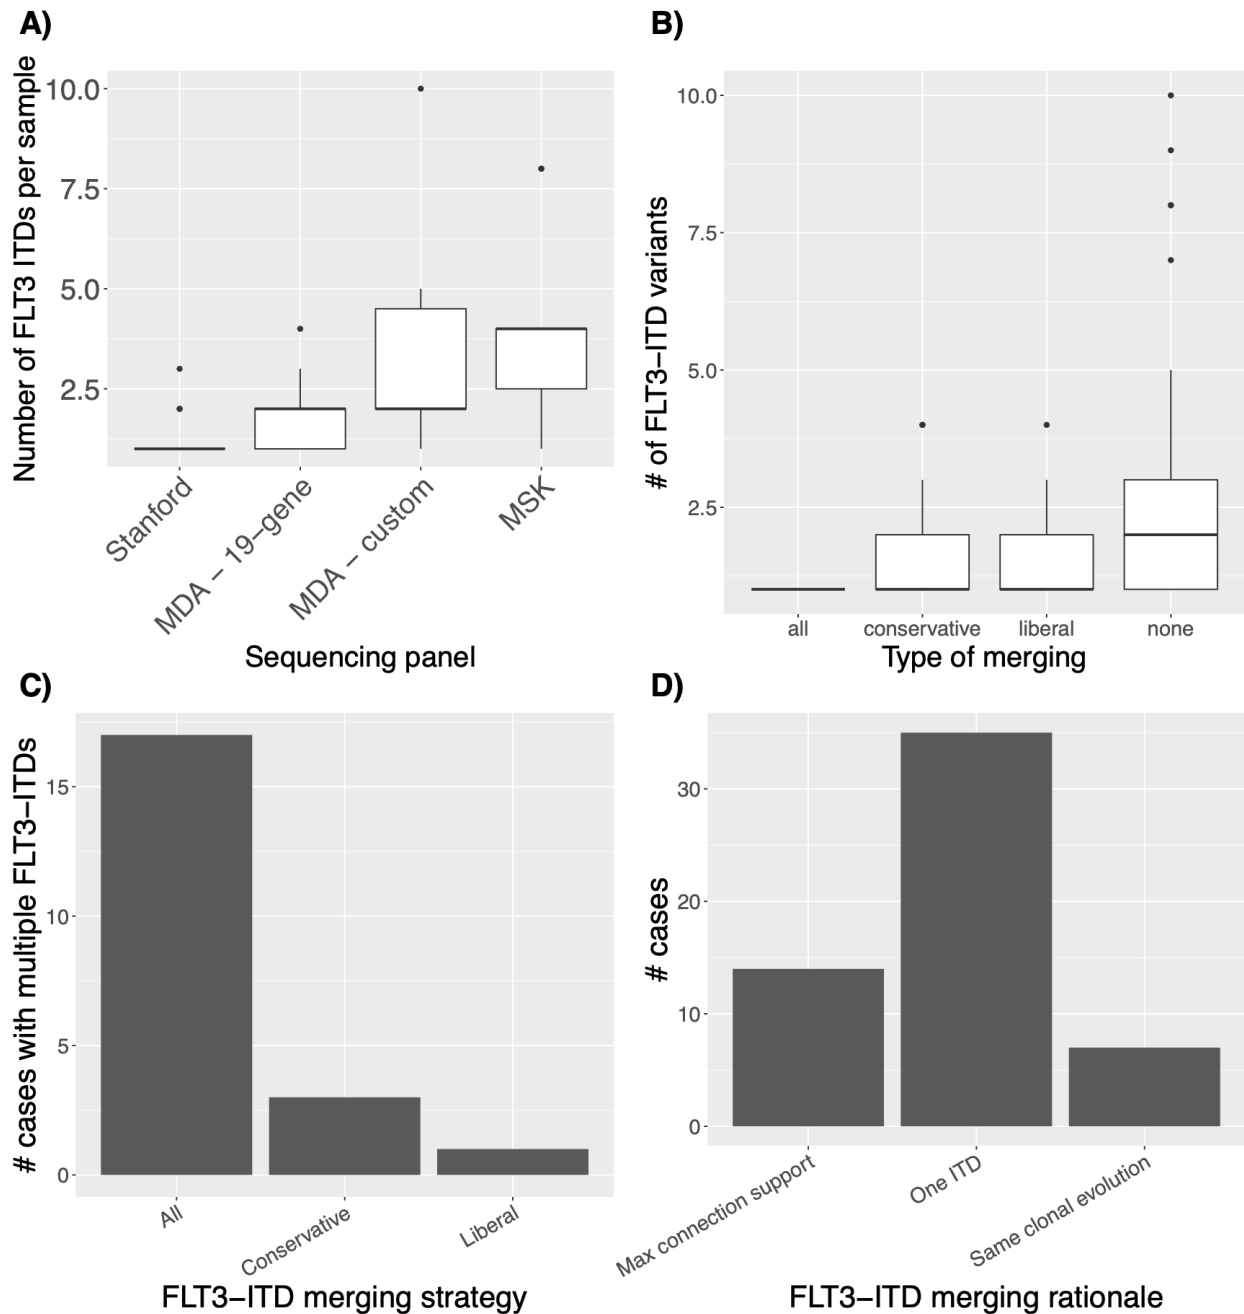 A)
Number of FLT3 ITDs per sample
10.0
7.5
5.0
2.5
Stanford
MDA − 19−gene
MDA − custom
MSK
Sequencing panel
B)
# of FLT3−ITD variants
10.0
7.5
5.0
2.5
all
conservative
liberal
none
Type of merging
C)
# cases with multiple FLT3−ITDs
15
10
5
0
All
Conservative
Liberal
FLT3−ITD merging strategy
D)
# cases
30
20
10
0
Max connection support
One ITD
Same clonal evolution
FLT3−ITD merging rationale